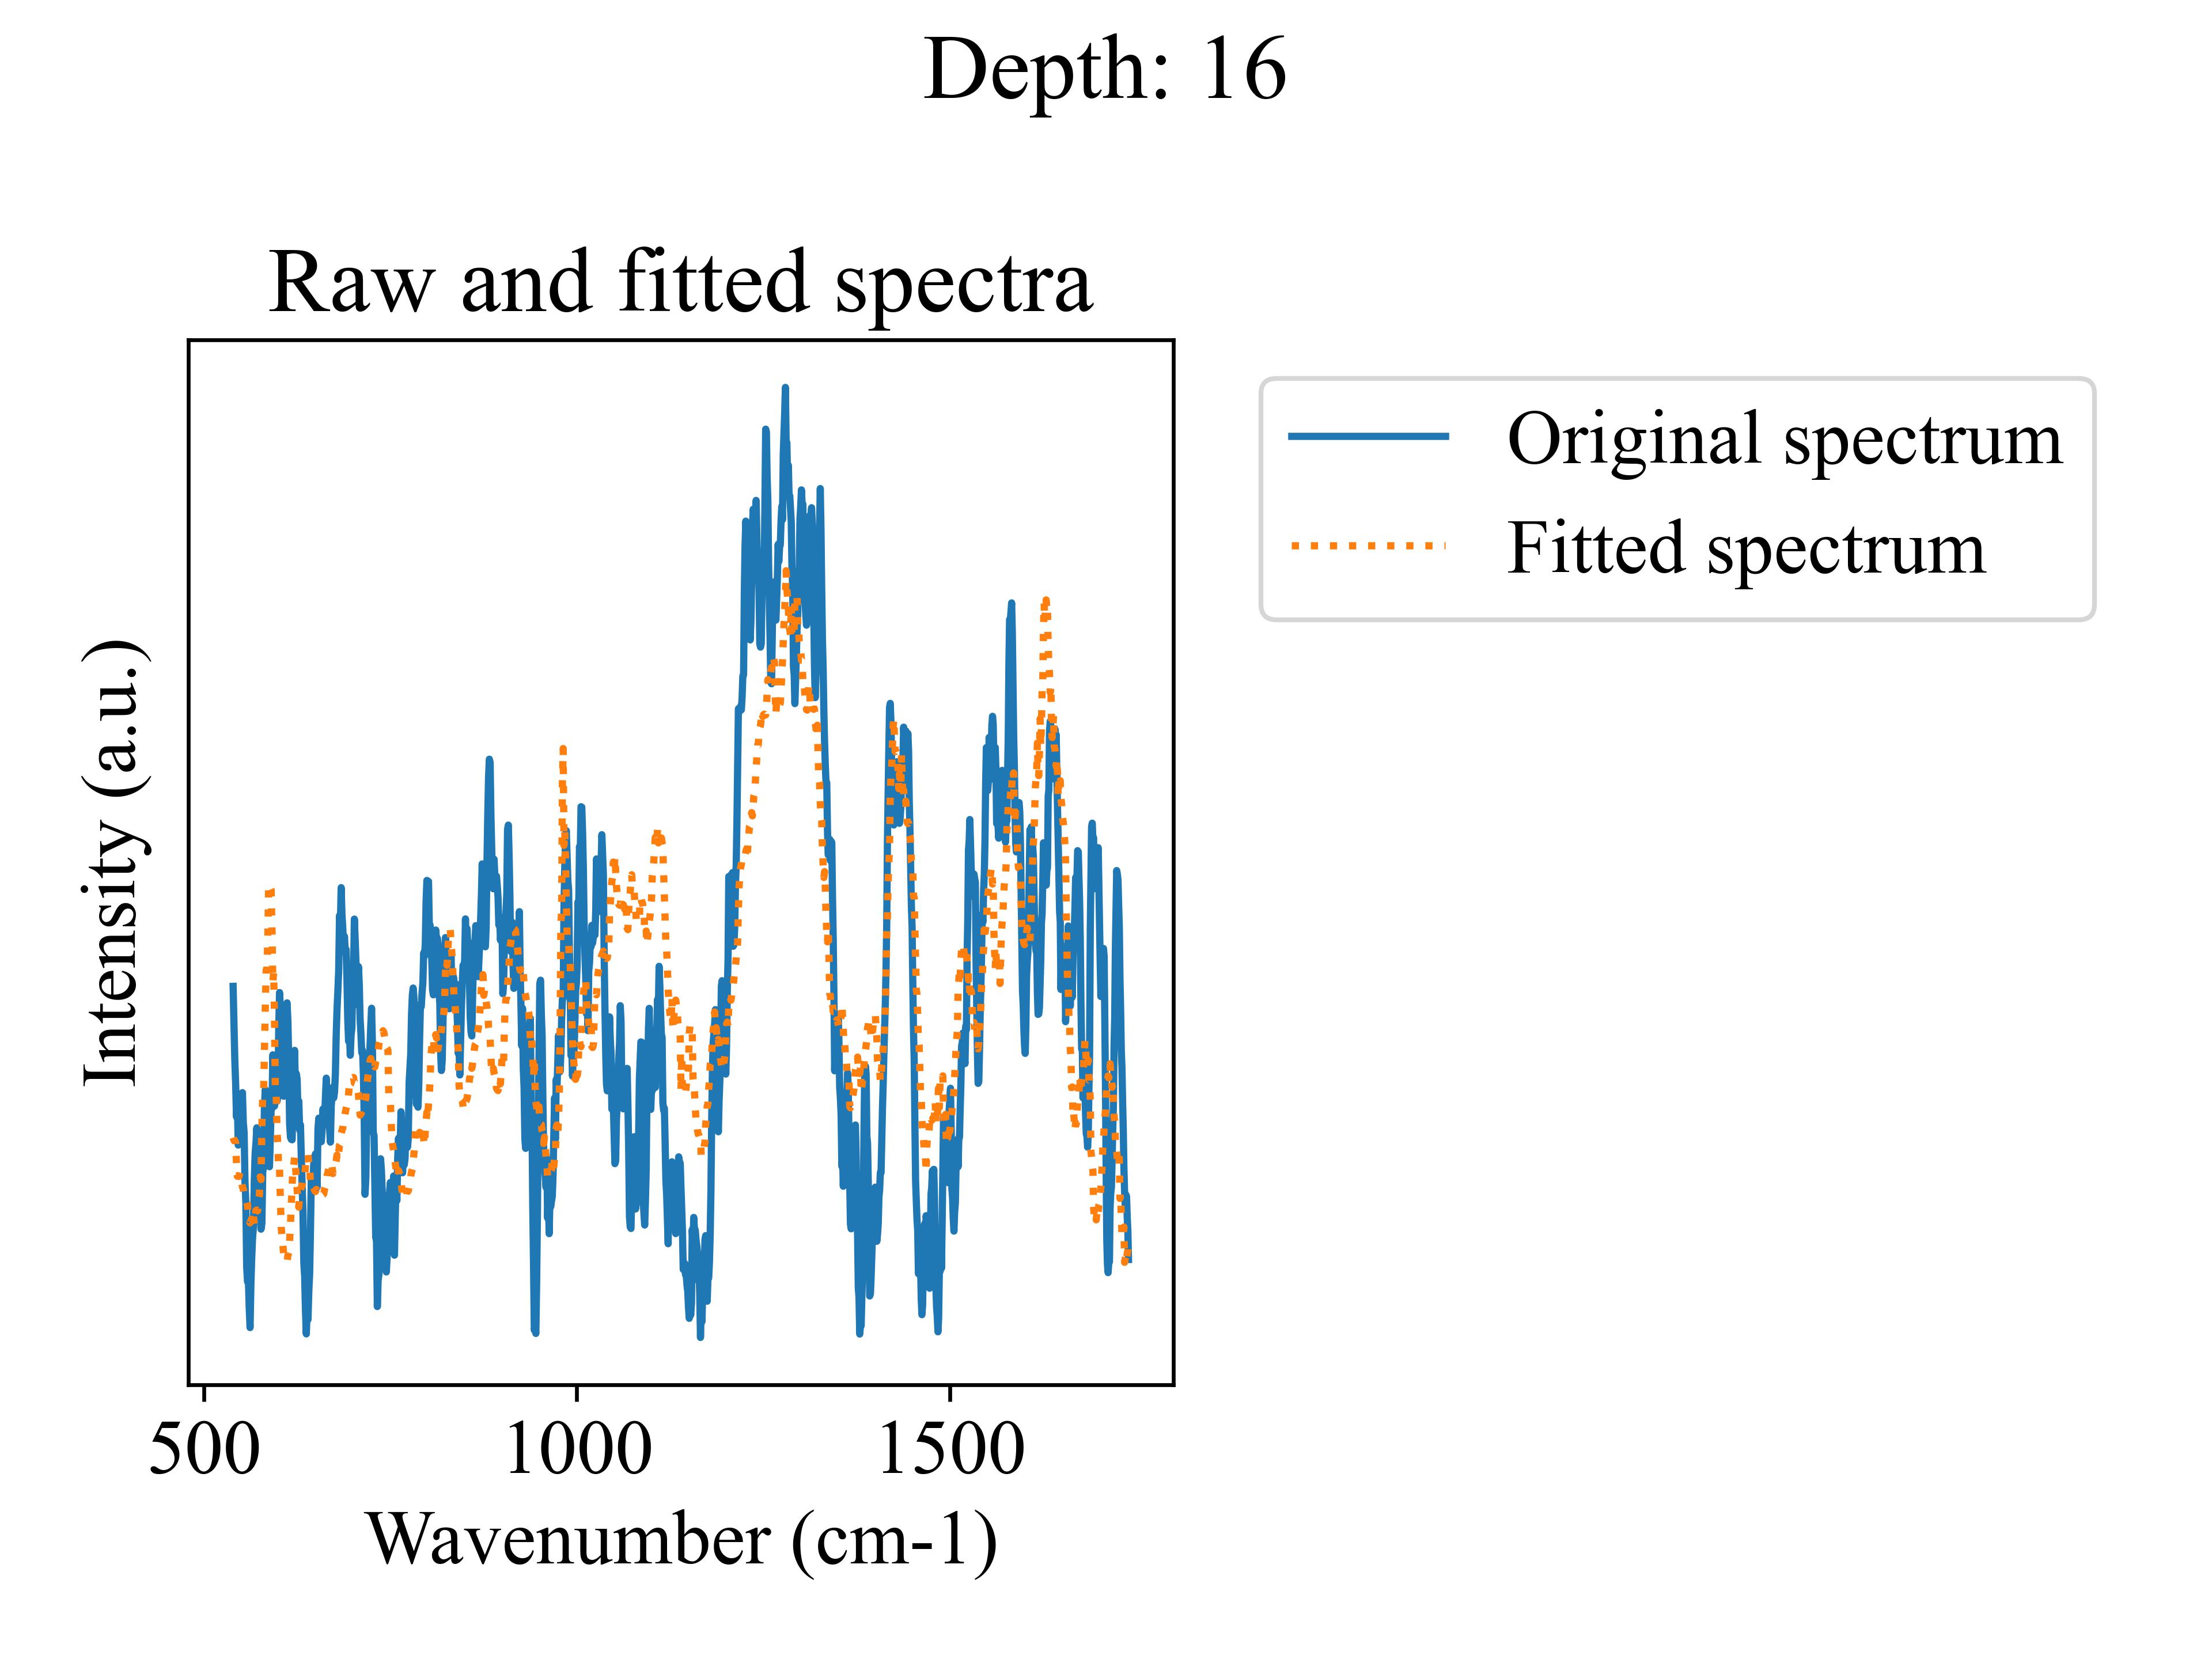 Depth: 16
Raw and fitted spectra
Original spectrum
Fitted spectrum
Intensity (a.u.)
500
1000
1500
Wavenumber (cm-1)